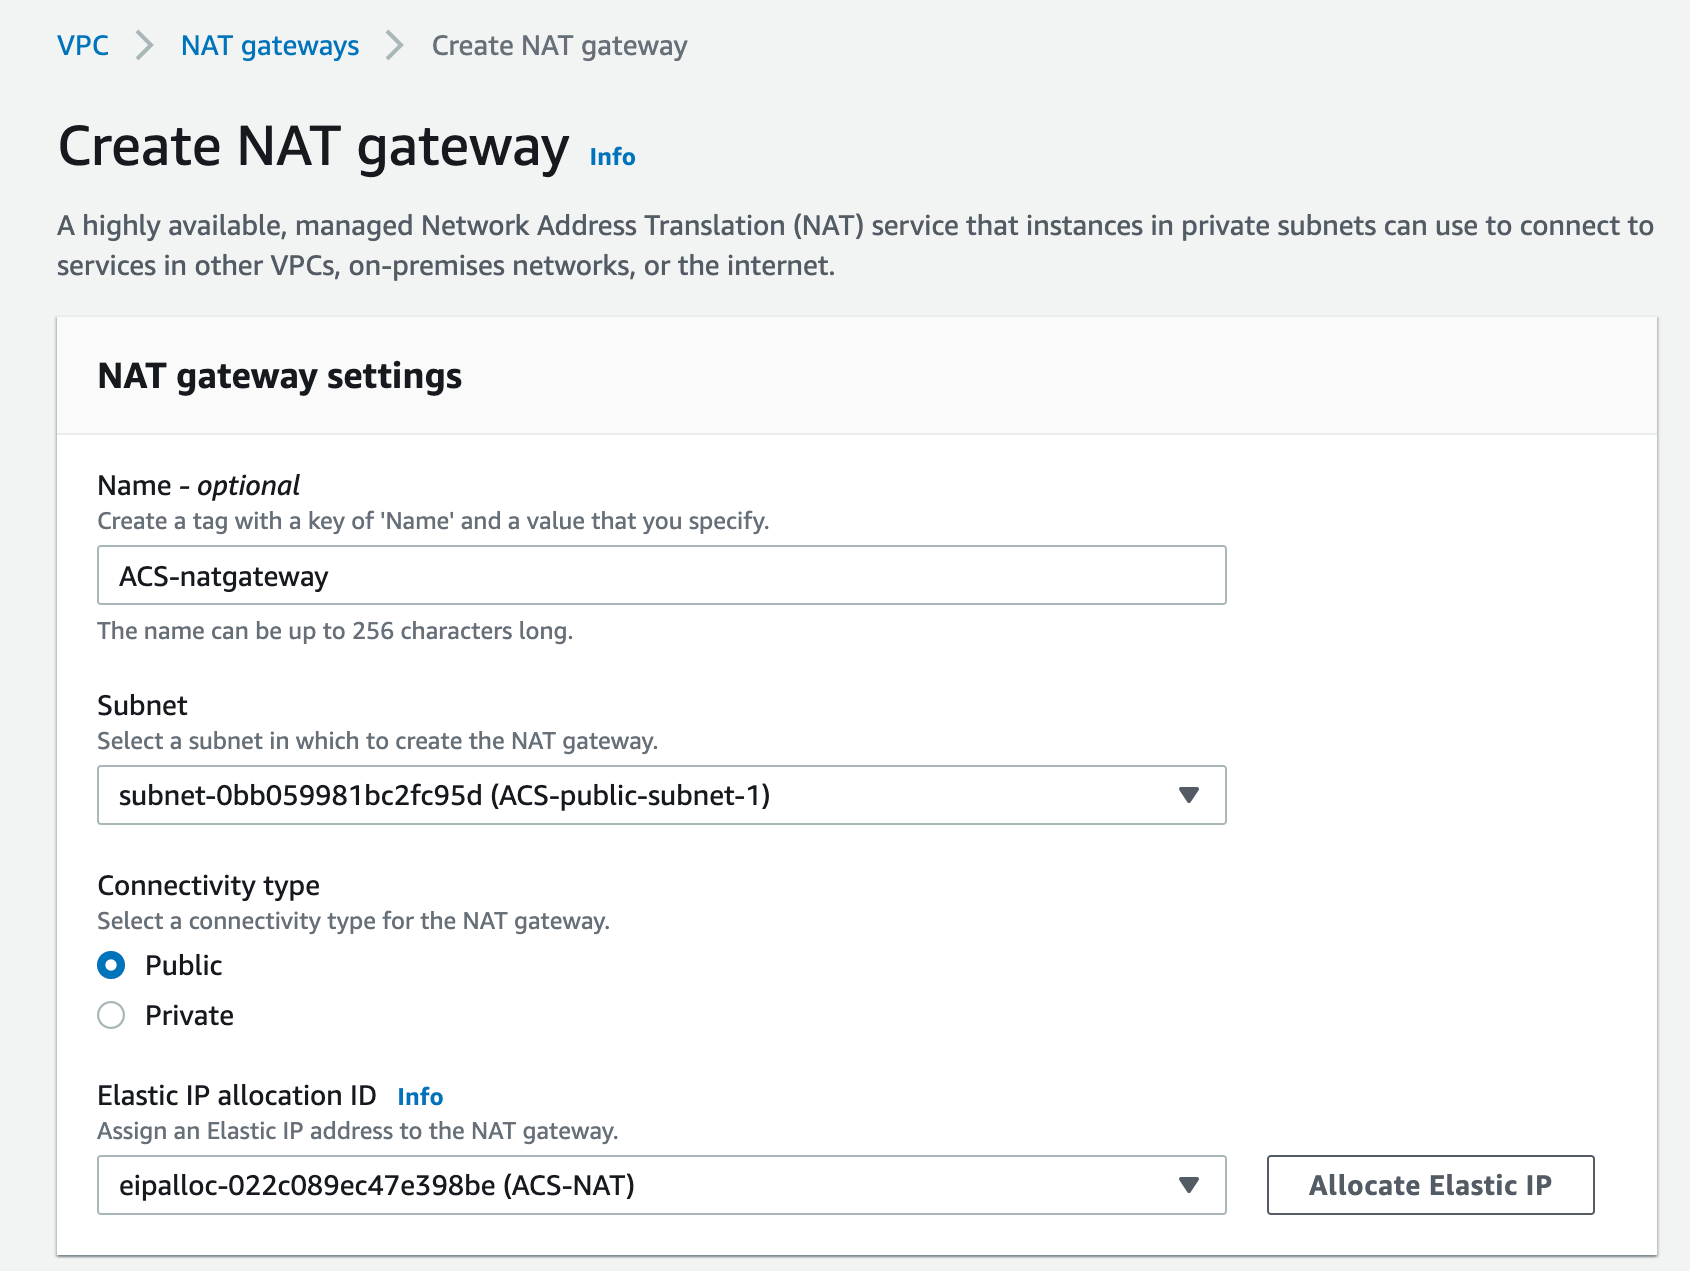 VPC > NAT gateways > Create NAT gateway
Create NAT gateway Info
A highly available, managed Network Address Translation (NAT) service that instances in private subnets can use to connect to
services in other VPCs, on-premises networks, or the internet.
NAT gateway settings
Name - optional
Create a tag with a key of 'Name' and a value that you specify.
ACS-natgateway
The name can be up to 256 characters long.
Subnet
Select a subnet in which to create the NAT gateway.
subnet-0bb059981bc2fc95d (ACS-public-subnet-1)
Connectivity type
Select a connectivity type for the NAT gateway.
Public
Private
Elastic IP allocation ID Info
Assign an Elastic IP address to the NAT gateway.
eipalloc-022c089ec47e398be (ACS-NAT)
Allocate Elastic IP